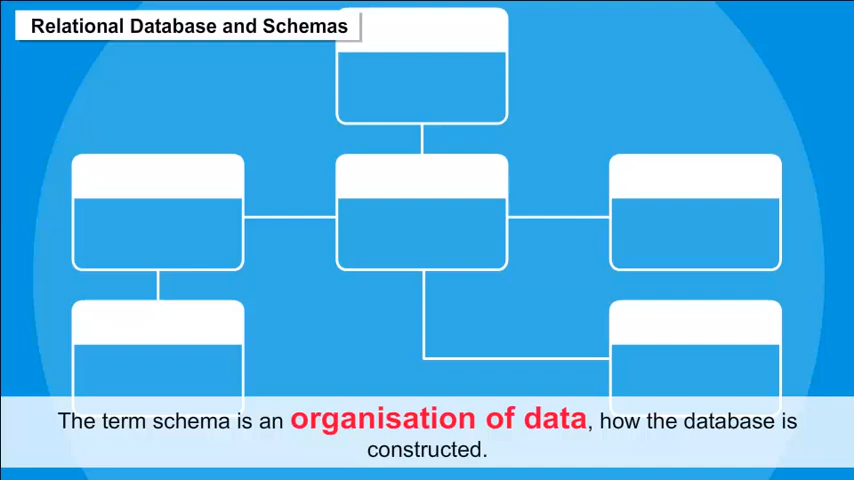 Relational Database and Schemas
The term schema is an organisation of data, how the database is
constructed.